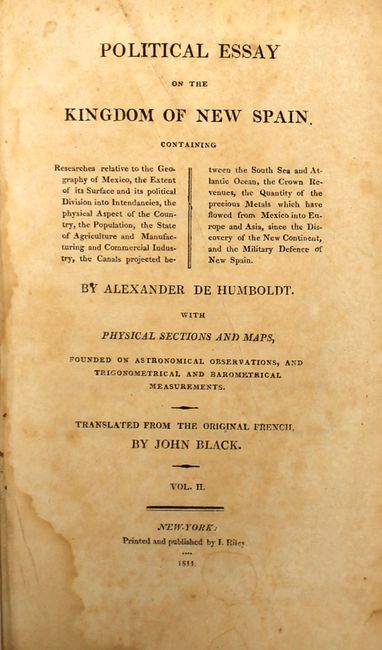 POLITICAL ESSAY
ON THE
KINGDOM OF NEW SPAIN.
CONTAINING
Researches relative to the Geo-
graphy of Mexico, the Extent
of its Surface and its political
Division into Intendancies, the
physical Aspect of the Coun-
try, the Population, the State
of Agriculture and Manufac-
turing and Commercial Indus-
try, the Canals projected be-
tween the South Sea and At-
lantic Ocean, the Crown Re-
venues, the Quantity of the
precious Metals which have
flowed from Mexico into Eu-
rope and Asia, since the Dis-
covery of the New Continent,
and the Military Defence of
New Spain.
BY ALEXANDER DE HUMBOLDT.
WITH
PHYSICAL SECTIONS AND MAPS,
FOUNDED ON ASTRONOMICAL OBSERVATIONS, AND
TRIGONOMETRICAL AND BAROMETRICAL
MEASUREMENTS.
TRANSLATED FROM THE ORIGINAL FRENCH,
BY JOHN BLACK.
VOL. II.
NEW-YORK:
Printed and published by I. Riley.
1811.